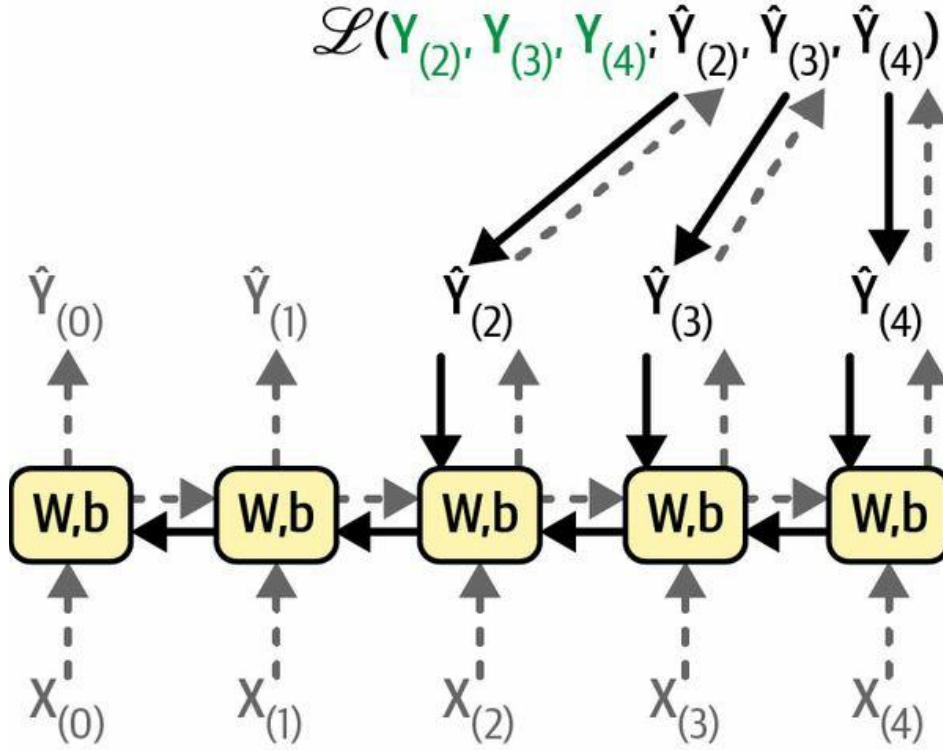 ℒ(Y(2), Y(3), Y(4); Ŷ(2), Ŷ(3), Ŷ(4))
Ŷ(0) Ŷ(1) Ŷ(2) Ŷ(3) Ŷ(4)
W,b W,b W,b W,b W,b
X(0) X(1) X(2) X(3) X(4)